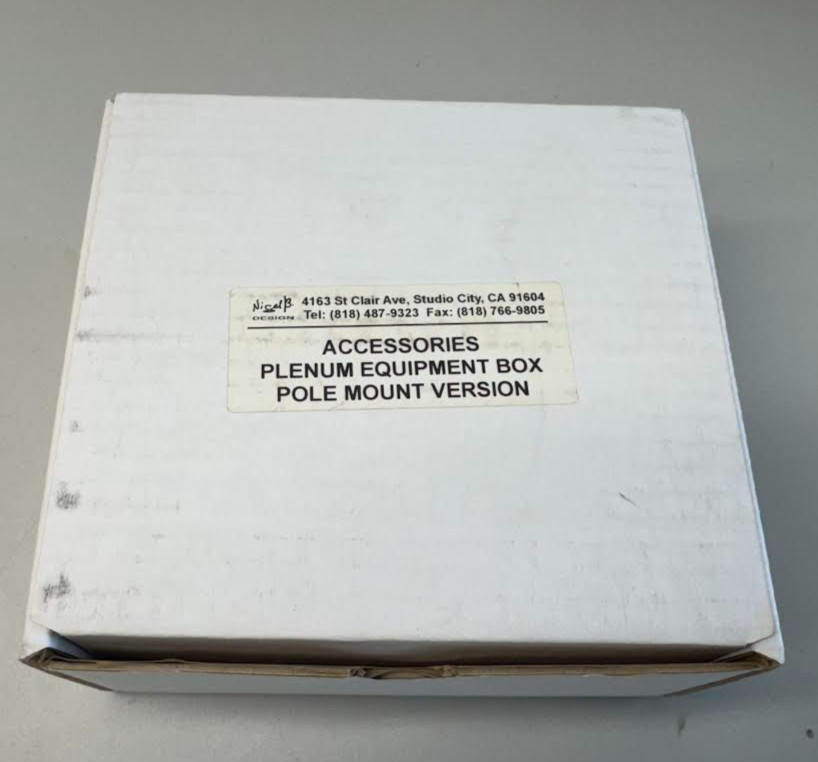 Nigel B. 4163 St Clair Ave, Studio City, CA 91604
DESIGN Tel: (818) 487-9323 Fax: (818) 766-9805
ACCESSORIES
PLENUM EQUIPMENT BOX
POLE MOUNT VERSION